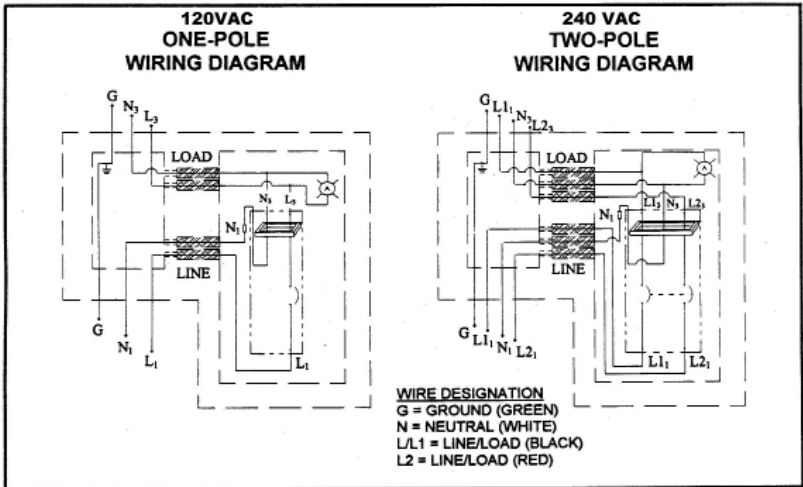 120VAC
ONE-POLE
WIRING DIAGRAM
G
N3
L3
LOAD
N3
L3
N1
LINE
G
N1
L1
L1
240 VAC
TWO-POLE
WIRING DIAGRAM
G
L11
N3
L23
LOAD
L13
N3
L23
N1
LINE
G
L11
N1
L21
L11
L21
WIRE DESIGNATION
G = GROUND (GREEN)
N = NEUTRAL (WHITE)
L/L1 = LINE/LOAD (BLACK)
L2 = LINE/LOAD (RED)